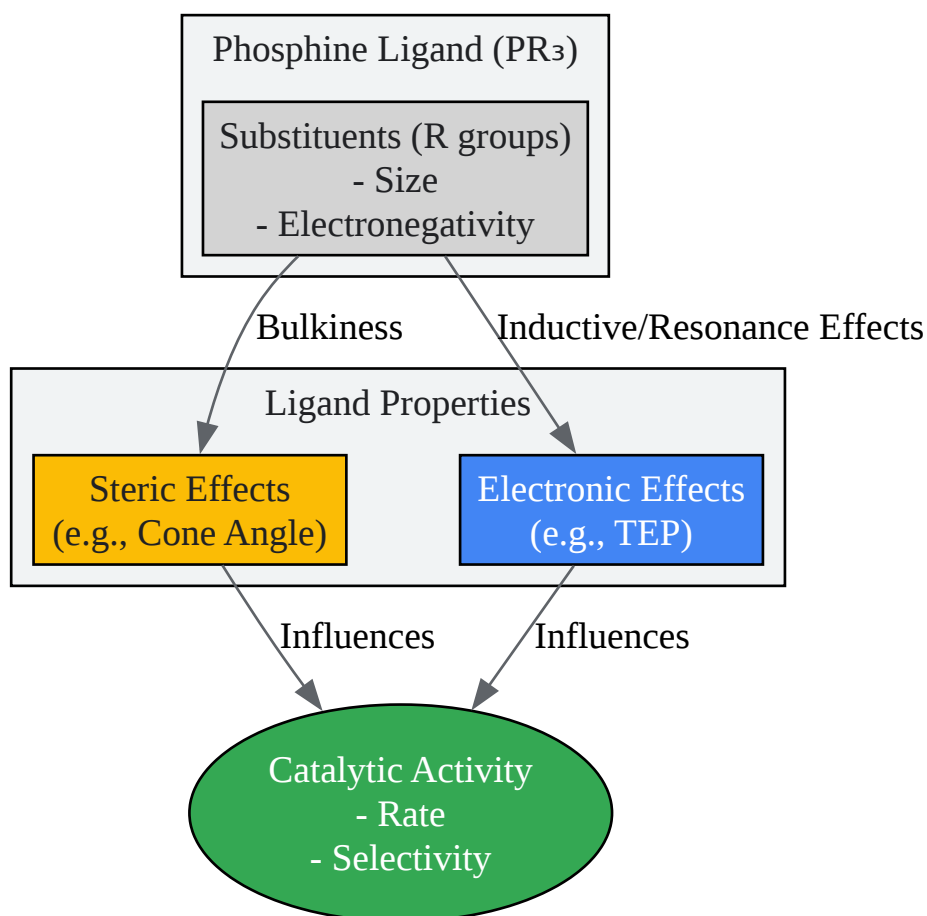 Phosphine Ligand (PR₃)
Substituents (R groups)
- Size
- Electronegativity
Bulkiness
Inductive/Resonance Effects
Ligand Properties
Steric Effects
(e.g., Cone Angle)
Electronic Effects
(e.g., TEP)
Influences
Influences
Catalytic Activity
- Rate
- Selectivity